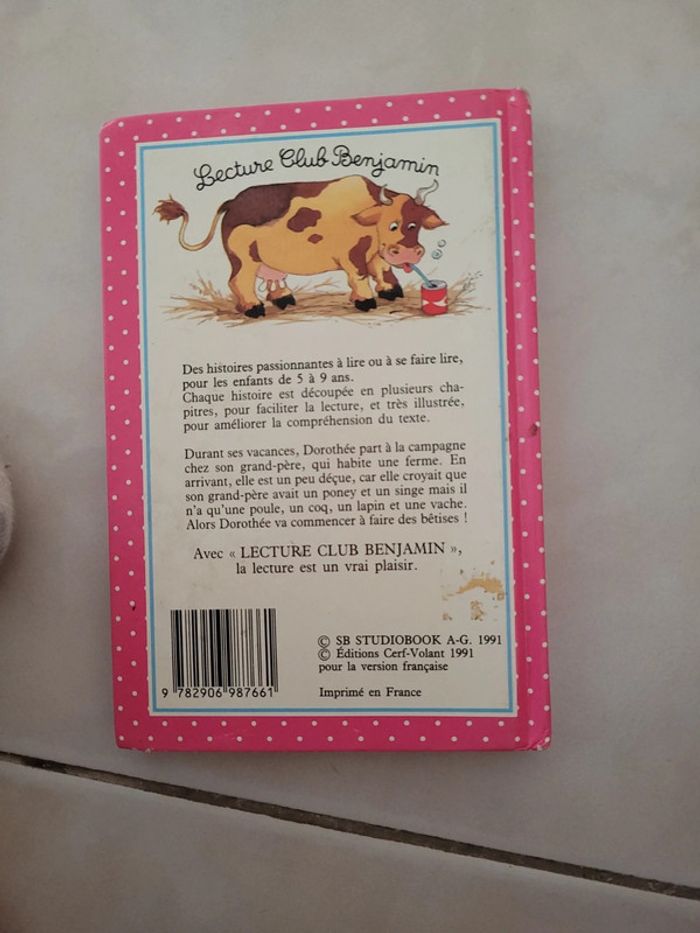 Lecture Club Benjamin
Des histoires passionnantes à lire ou à se faire lire,
pour les enfants de 5 à 9 ans.
Chaque histoire est découpée en plusieurs cha-
pitres, pour faciliter la lecture, et très illustrée,
pour améliorer la compréhension du texte.
Durant ses vacances, Dorothée part à la campagne
chez son grand-père, qui habite une ferme. En
arrivant, elle est un peu déçue, car elle croyait que
son grand-père avait un poney et un singe mais il
n'a qu'une poule, un coq, un lapin et une vache.
Alors Dorothée va commencer à faire des bêtises !
Avec « LECTURE CLUB BENJAMIN »,
la lecture est un vrai plaisir.
© SB STUDIOBOOK A-G. 1991
© Éditions Cerf-Volant 1991
pour la version française
Imprimé en France
9 782906 987661